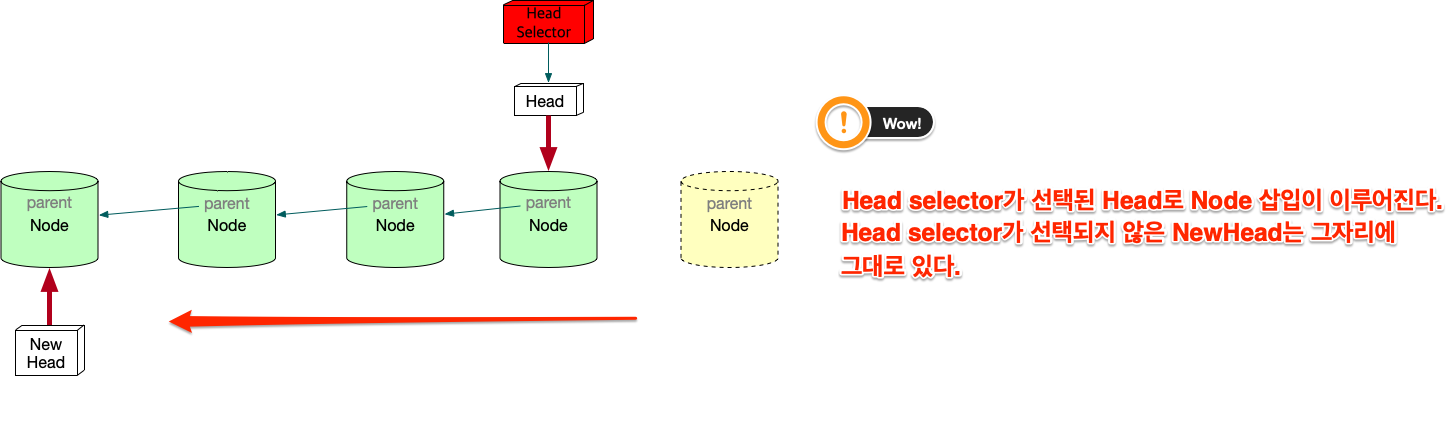 Head
Selector
Head
Wow!
parent
Node
parent
Node
parent
Node
parent
Node
parent
Node
Head selector가 선택된 Head로 Node 삽입이 이루어진다.
Head selector가 선택되지 않은 NewHead는 그자리에
그대로 있다.
New
Head